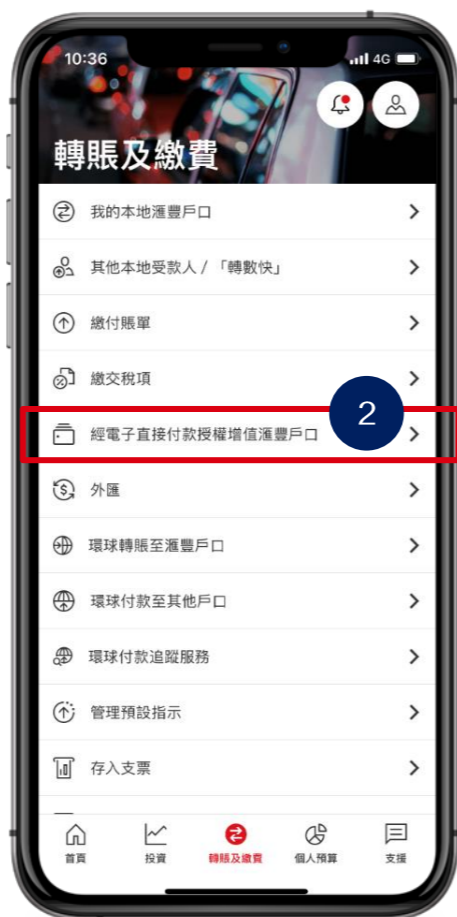 10:36
4G
轉賬及繳費
我的本地滙豐戶口
其他本地受款人 / 「轉數快」
繳付賬單
繳交稅項
2
經電子直接付款授權增值滙豐戶口
外匯
環球轉賬至滙豐戶口
環球付款至其他戶口
環球付款追蹤服務
管理預設指示
存入支票
首頁
投資
轉賬及繳費
個人預算
支援